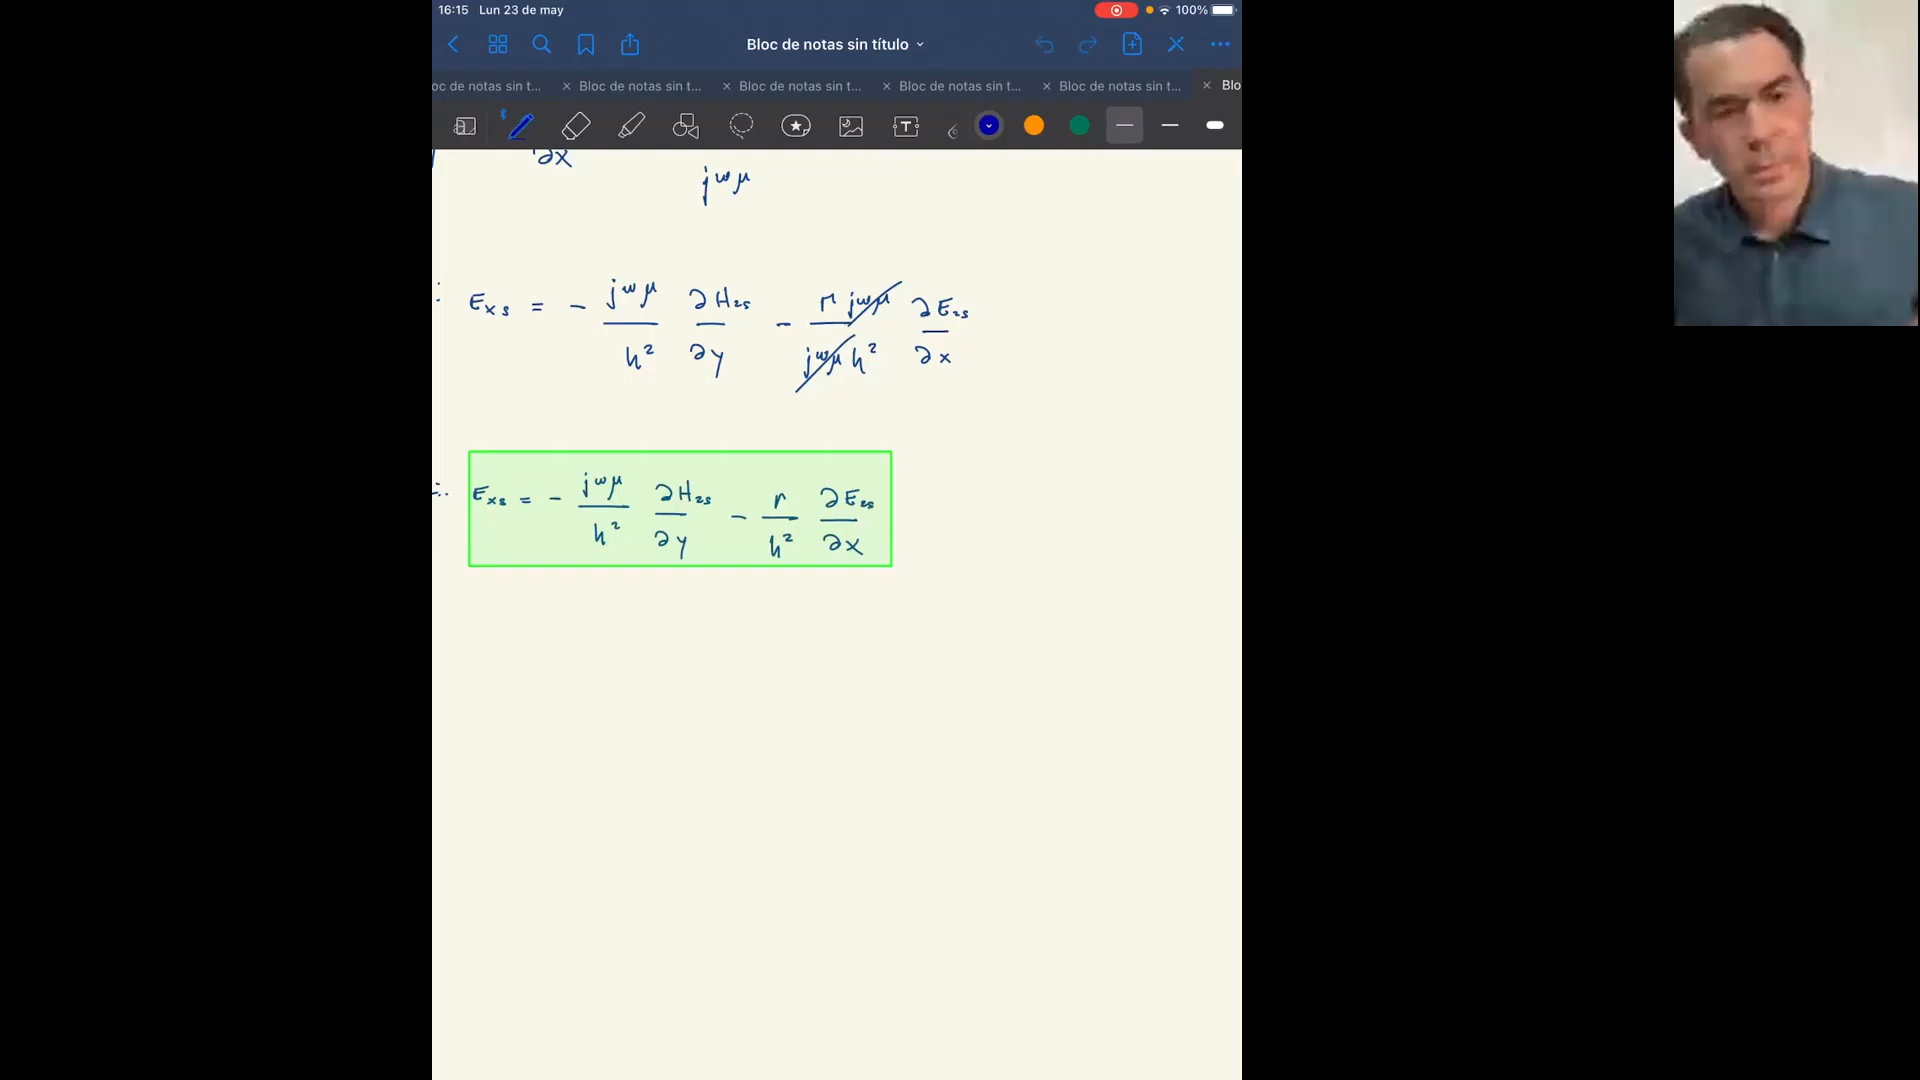 16:15 Lun 23 de may 100%
Bloc de notas sin título
oc de notas sin t... Bloc de notas sin t... Bloc de notas sin t... Bloc de notas sin t... Bloc de notas sin t... Blo
∂x
jωμ
∴ Exs = - jωμ/h² ∂Hzs/∂y - Γ jωμ/jωμ h² ∂Ezs/∂x
∴ Exs = - jωμ/h² ∂Hzs/∂y - Γ/h² ∂Ezs/∂x